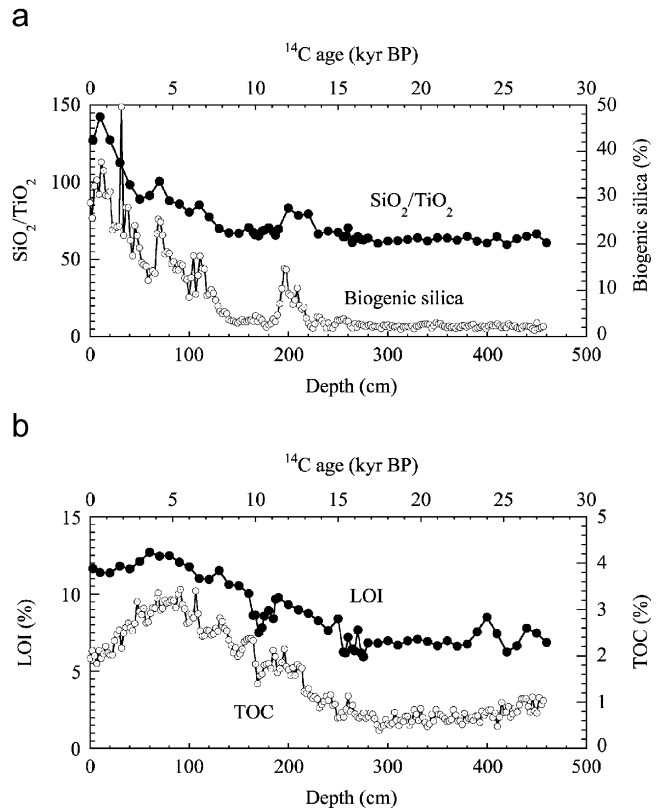 a
¹⁴C age (kyr BP)
0 5 10 15 20 25 30
150 50
100 40
50 30
0 20
10
0
SiO₂/TiO₂
Biogenic silica (%)
SiO₂/TiO₂
Biogenic silica
0 100 200 300 400 500
Depth (cm)
b
¹⁴C age (kyr BP)
0 5 10 15 20 25 30
15 5
10 4
5 3
0 2
1
0
LOI (%)
TOC (%)
LOI
TOC
0 100 200 300 400 500
Depth (cm)